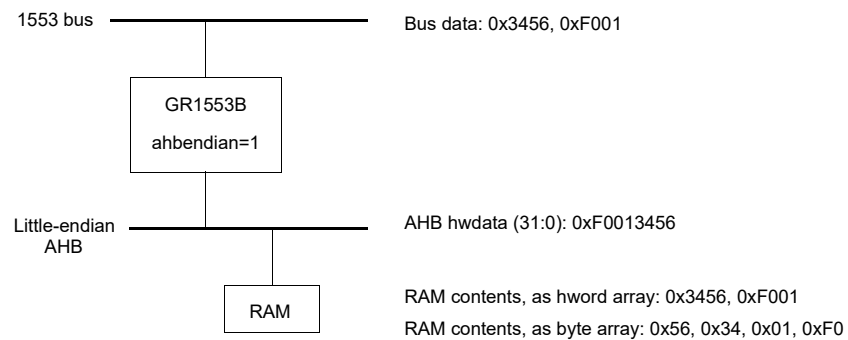 1553 bus
Bus data: 0x3456, 0xF001
GR1553B
ahbendian=1
Little-endian
AHB
AHB hwdata (31:0): 0xF0013456
RAM
RAM contents, as hword array: 0x3456, 0xF001
RAM contents, as byte array: 0x56, 0x34, 0x01, 0xF0